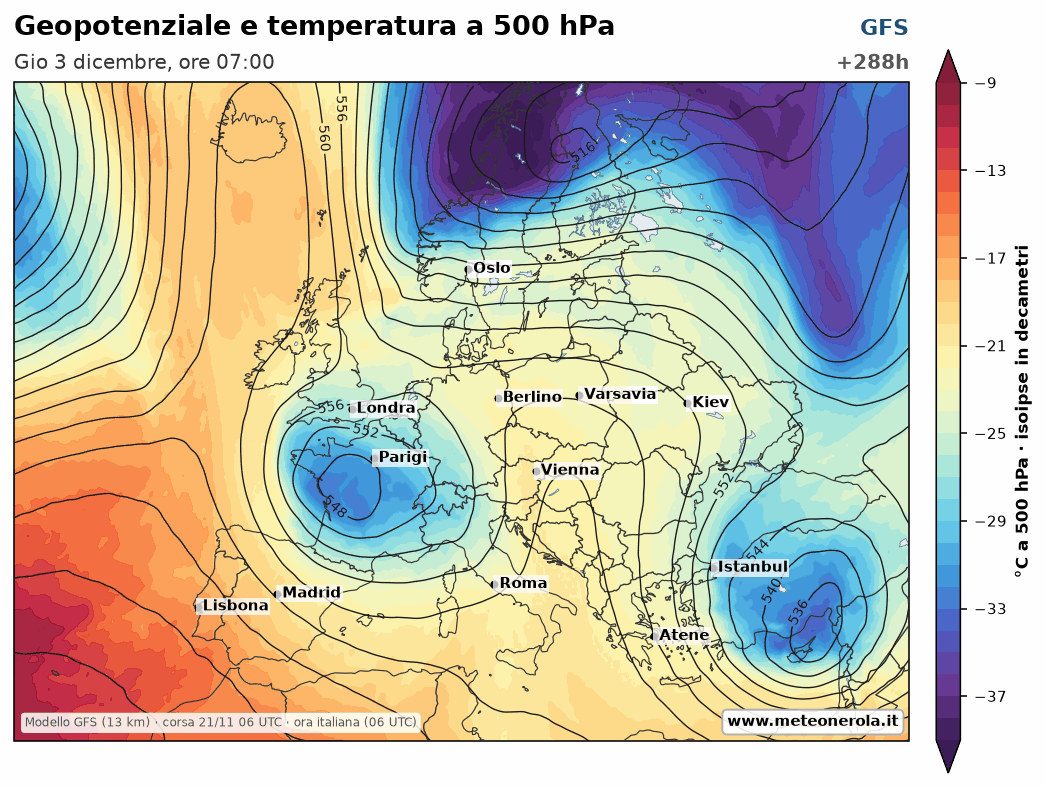 Geopotenziale e temperatura a 500 hPa
GFS
Gio 3 dicembre, ore 07:00
+288h
556
560
516
Oslo
556
Londra
552
Berlino
Varsavia
Kiev
Parigi
Vienna
552
548
544
Istanbul
540
536
Roma
Madrid
Lisbona
Atene
Modello GFS (13 km) · corsa 21/11 06 UTC · ora italiana (06 UTC)
www.meteonerola.it
−9
−13
−17
−21
−25
−29
−33
−37
°C a 500 hPa · isoipse in decametri